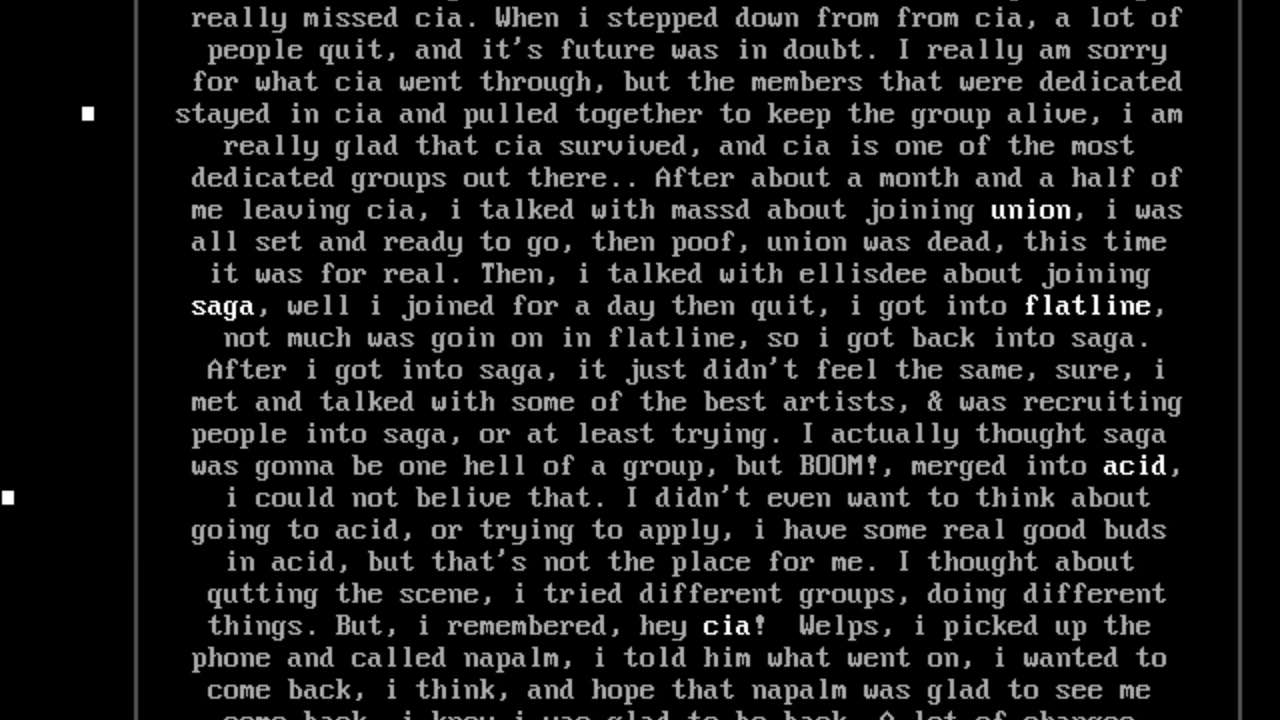 really missed cia. When i stepped down from from cia, a lot of
people quit, and it's future was in doubt. I really am sorry
for what cia went through, but the members that were dedicated
stayed in cia and pulled together to keep the group alive, i am
really glad that cia survived, and cia is one of the most
dedicated groups out there.. After about a month and a half of
me leaving cia, i talked with massd about joining union, i was
all set and ready to go, then poof, union was dead, this time
it was for real. Then, i talked with ellisdee about joining
saga, well i joined for a day then quit, i got into flatline,
not much was goin on in flatline, so i got back into saga.
After i got into saga, it just didn't feel the same, sure, i
met and talked with some of the best artists, & was recruiting
people into saga, or at least trying. I actually thought saga
was gonna be one hell of a group, but BOOM!, merged into acid,
i could not belive that. I didn't even want to think about
going to acid, or trying to apply, i have some real good buds
in acid, but that's not the place for me. I thought about
qutting the scene, i tried different groups, doing different
things. But, i remembered, hey cia!  Welps, i picked up the
phone and called napalm, i told him what went on, i wanted to
come back, i think, and hope that napalm was glad to see me
come back, i know i was glad to be back. A lot of changes